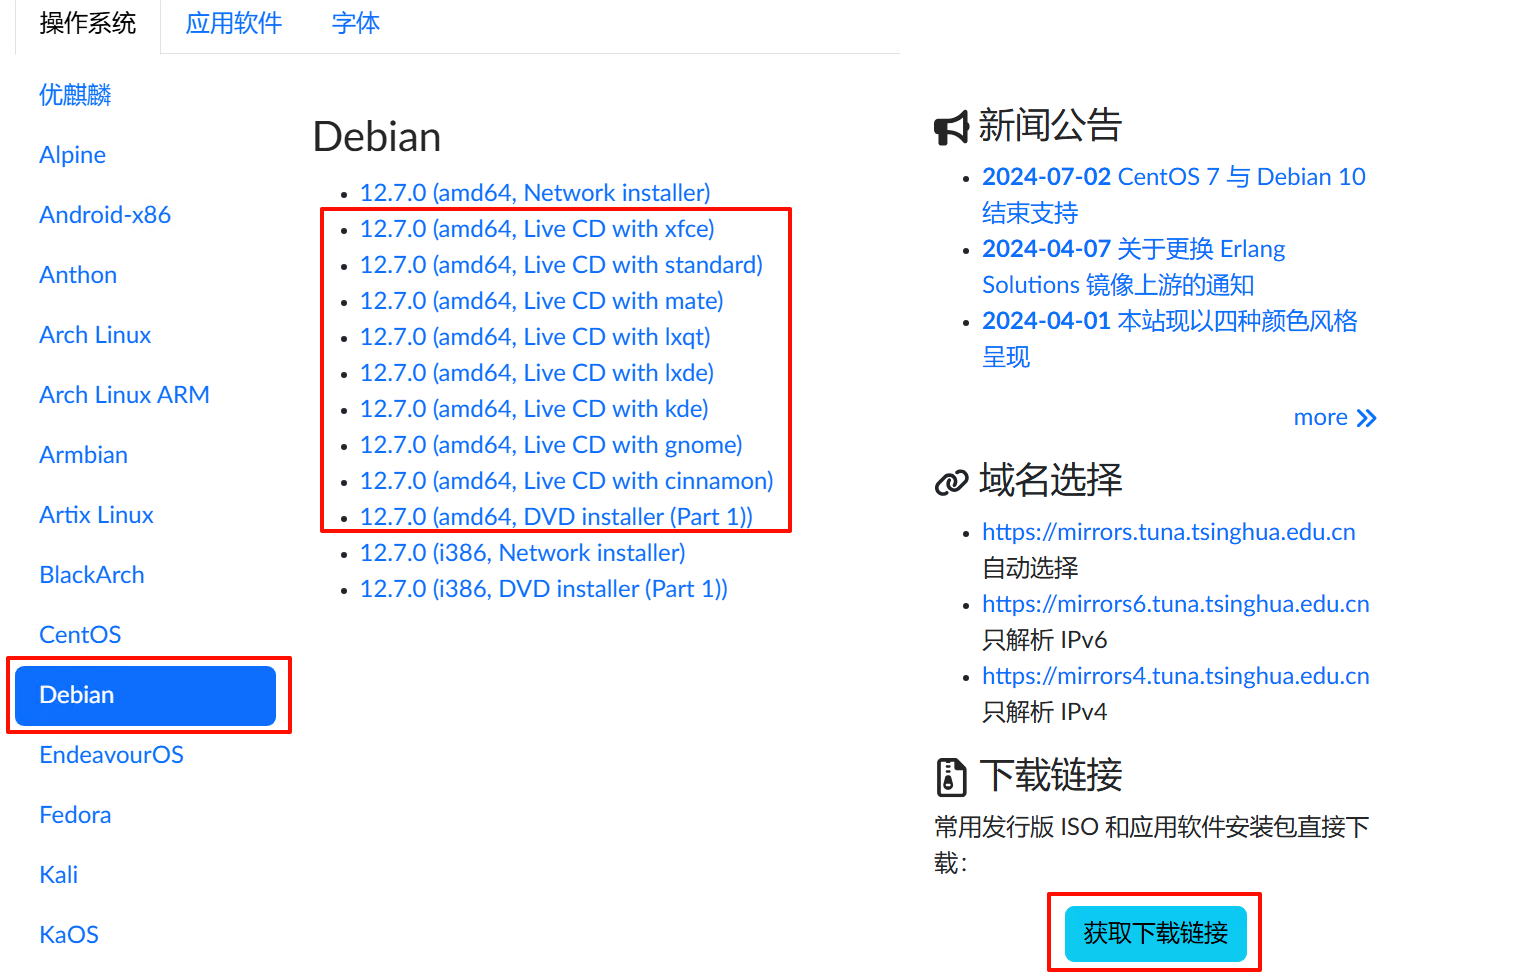 操作系统
应用软件
字体
优麒麟
Alpine
Android-x86
Anthon
Arch Linux
Arch Linux ARM
Armbian
Artix Linux
BlackArch
CentOS
Debian
EndeavourOS
Fedora
Kali
KaOS
Debian
12.7.0 (amd64, Network installer)
12.7.0 (amd64, Live CD with xfce)
12.7.0 (amd64, Live CD with standard)
12.7.0 (amd64, Live CD with mate)
12.7.0 (amd64, Live CD with lxqt)
12.7.0 (amd64, Live CD with lxde)
12.7.0 (amd64, Live CD with kde)
12.7.0 (amd64, Live CD with gnome)
12.7.0 (amd64, Live CD with cinnamon)
12.7.0 (amd64, DVD installer (Part 1))
12.7.0 (i386, Network installer)
12.7.0 (i386, DVD installer (Part 1))
新闻公告
2024-07-02 CentOS 7 与 Debian 10
结束支持
2024-04-07 关于更换 Erlang
Solutions 镜像上游的通知
2024-04-01 本站现以四种颜色风格
呈现
more
域名选择
https://mirrors.tuna.tsinghua.edu.cn
自动选择
https://mirrors6.tuna.tsinghua.edu.cn
只解析 IPv6
https://mirrors4.tuna.tsinghua.edu.cn
只解析 IPv4
下载链接
常用发行版 ISO 和应用软件安装包直接下
载：
获取下载链接